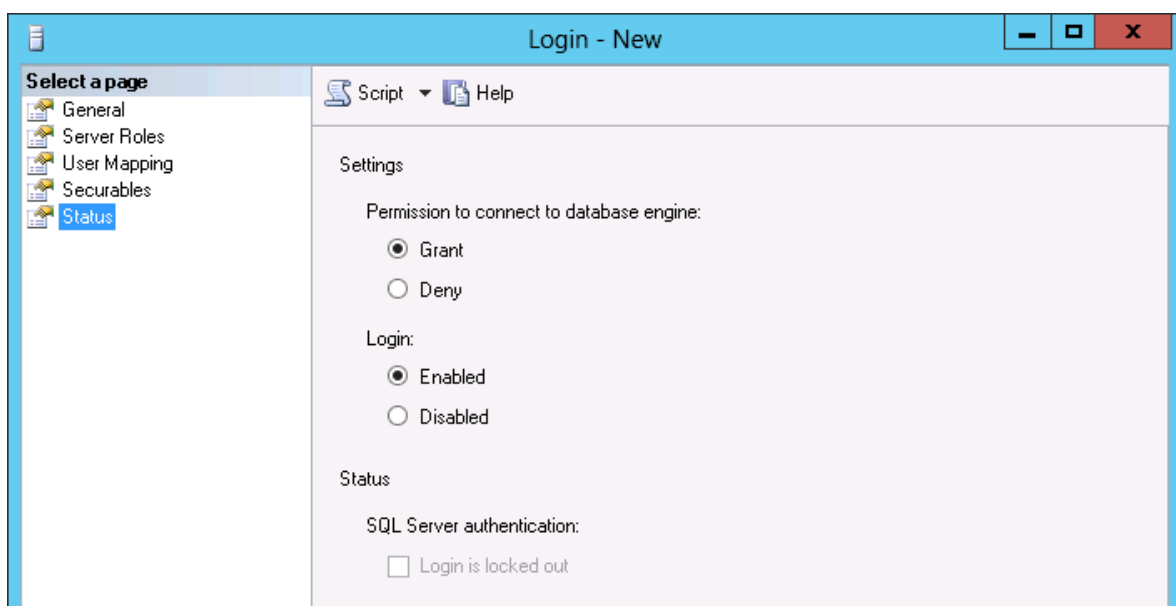 Login - New
Select a page
General
Server Roles
User Mapping
Securables
Status
Script Help
Settings
Permission to connect to database engine:
Grant
Deny
Login:
Enabled
Disabled
Status
SQL Server authentication:
Login is locked out